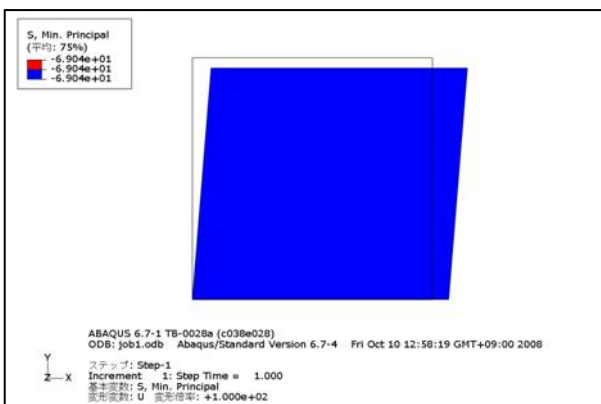 S, Min. Principal
(平均: 75%)
-6.904e+01
-6.904e+01
-6.904e+01
ABAQUS 6.7-1 TB-0028a (c038e028)
ODB: job1.odb Abaqus/Standard Version 6.7-4 Fri Oct 10 12:58:19 GMT+09:00 2008
Y
Z X
ステップ: Step-1
Increment 1: Step Time = 1.000
基本変数: S, Min. Principal
変形変数: U 変形倍率: +1.000e+02